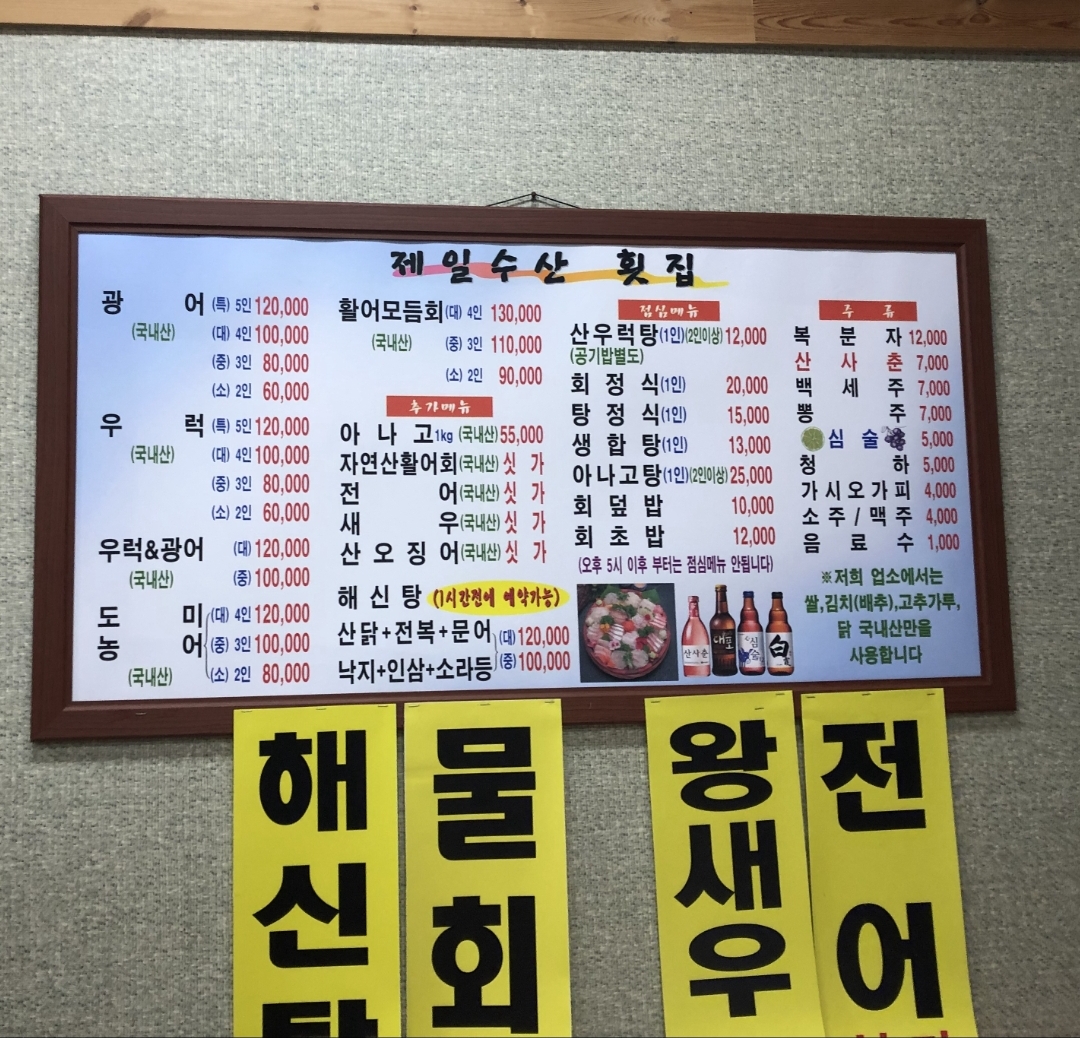 제일수산 횟집
광어 (특) 5인 120,000
(국내산) (대) 4인 100,000
(중) 3인 80,000
(소) 2인 60,000
우럭 (특) 5인 120,000
(국내산) (대) 4인 100,000
(중) 3인 80,000
(소) 2인 60,000
우럭&광어 (대) 120,000
(국내산) (중) 100,000
도미 (대) 4인 120,000
농어 (중) 3인 100,000
(국내산) (소) 2인 80,000
활어모듬회 (대) 4인 130,000
(국내산) (중) 3인 110,000
(소) 2인 90,000
추가메뉴
아나고 1kg (국내산) 55,000
자연산활어회 (국내산) 싯가
전어 (국내산) 싯가
새우 (국내산) 싯가
산오징어 (국내산) 싯가
해신탕 (1시간전에 예약가능)
산닭+전복+문어 (대) 120,000
낙지+인삼+소라등 (중) 100,000
점심메뉴
산우럭탕 (1인)(2인이상) 12,000
(공기밥별도)
회정식 (1인) 20,000
탕정식 (1인) 15,000
생합탕 (1인) 13,000
아나고탕 (1인)(2인이상) 25,000
회덮밥 10,000
회초밥 12,000
(오후 5시 이후 부터는 점심메뉴 안됩니다)
산사춘 대포 심술 白
주류
복분자 12,000
산사춘 7,000
백세주 7,000
뽕주 7,000
심술 5,000
청하 5,000
가시오가피 4,000
소주/맥주 4,000
음료수 1,000
※저희 업소에서는
쌀,김치(배추),고추가루,
닭 국내산만을
사용합니다
해신탕
물회
왕새우
전어